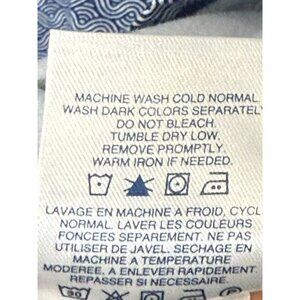 MACHINE WASH COLD NORMAL.
WASH DARK COLORS SEPARATELY
DO NOT BLEACH.
TUMBLE DRY LOW.
REMOVE PROMPTLY.
WARM IRON IF NEEDED.
LAVAGE EN MACHINE A FROID, CYCL
NORMAL. LAVER LES COULEURS
FONCEES SEPAREMENT. NE PAS
UTILISER DE JAVEL. SECHAGE EN
MACHINE A TEMPERATURE
MODEREE. A ENLEVER RAPIDEMENT.
REPASSER SI NECESSAIRE.